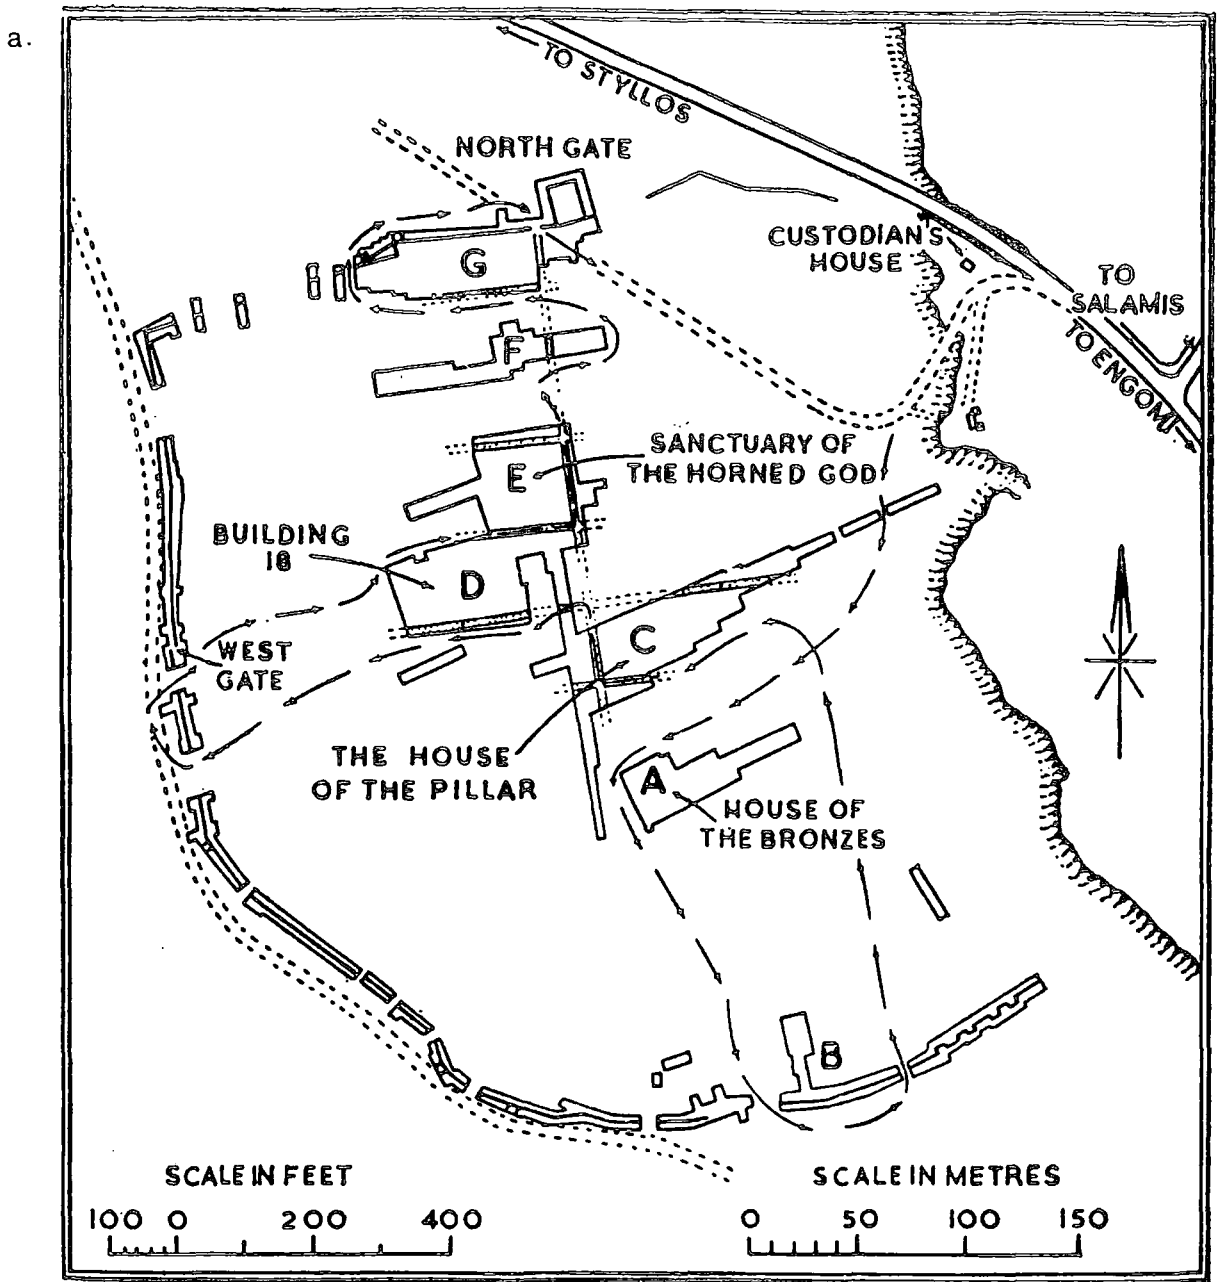 a.
TO STYLLOS
NORTH GATE
CUSTODIAN'S
HOUSE
TO
SALAMIS
TO ENGOMI
G
F
SANCTUARY OF
THE HORNED GOD
E
BUILDING
18
D
C
WEST
GATE
THE HOUSE
OF THE PILLAR
A
HOUSE OF
THE BRONZES
B
SCALE IN FEET
100 0 200 400
SCALE IN METRES
0 50 100 150